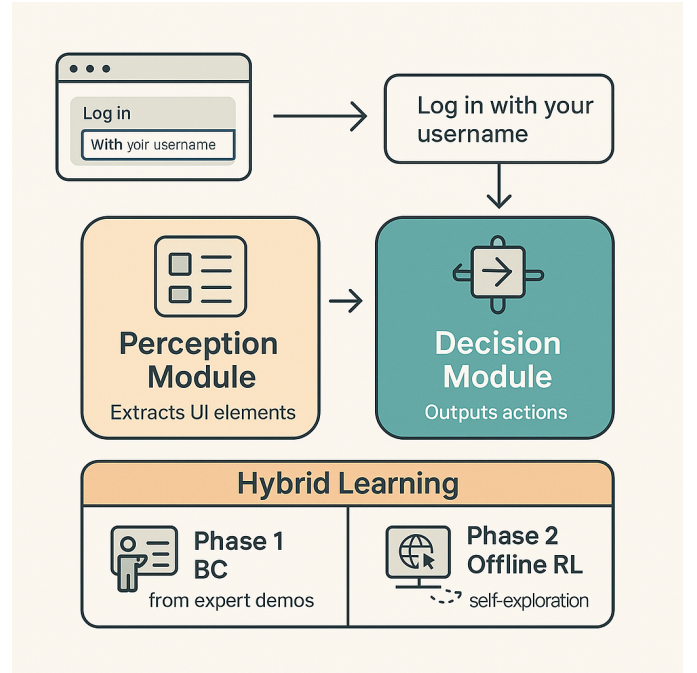 Log in
With yoir username
Log in with your
username
Perception
Module
Extracts UI elements
Decision
Module
Outputs actions
Hybrid Learning
Phase 1
BC
from expert demos
Phase 2
Offline RL
self-exploration